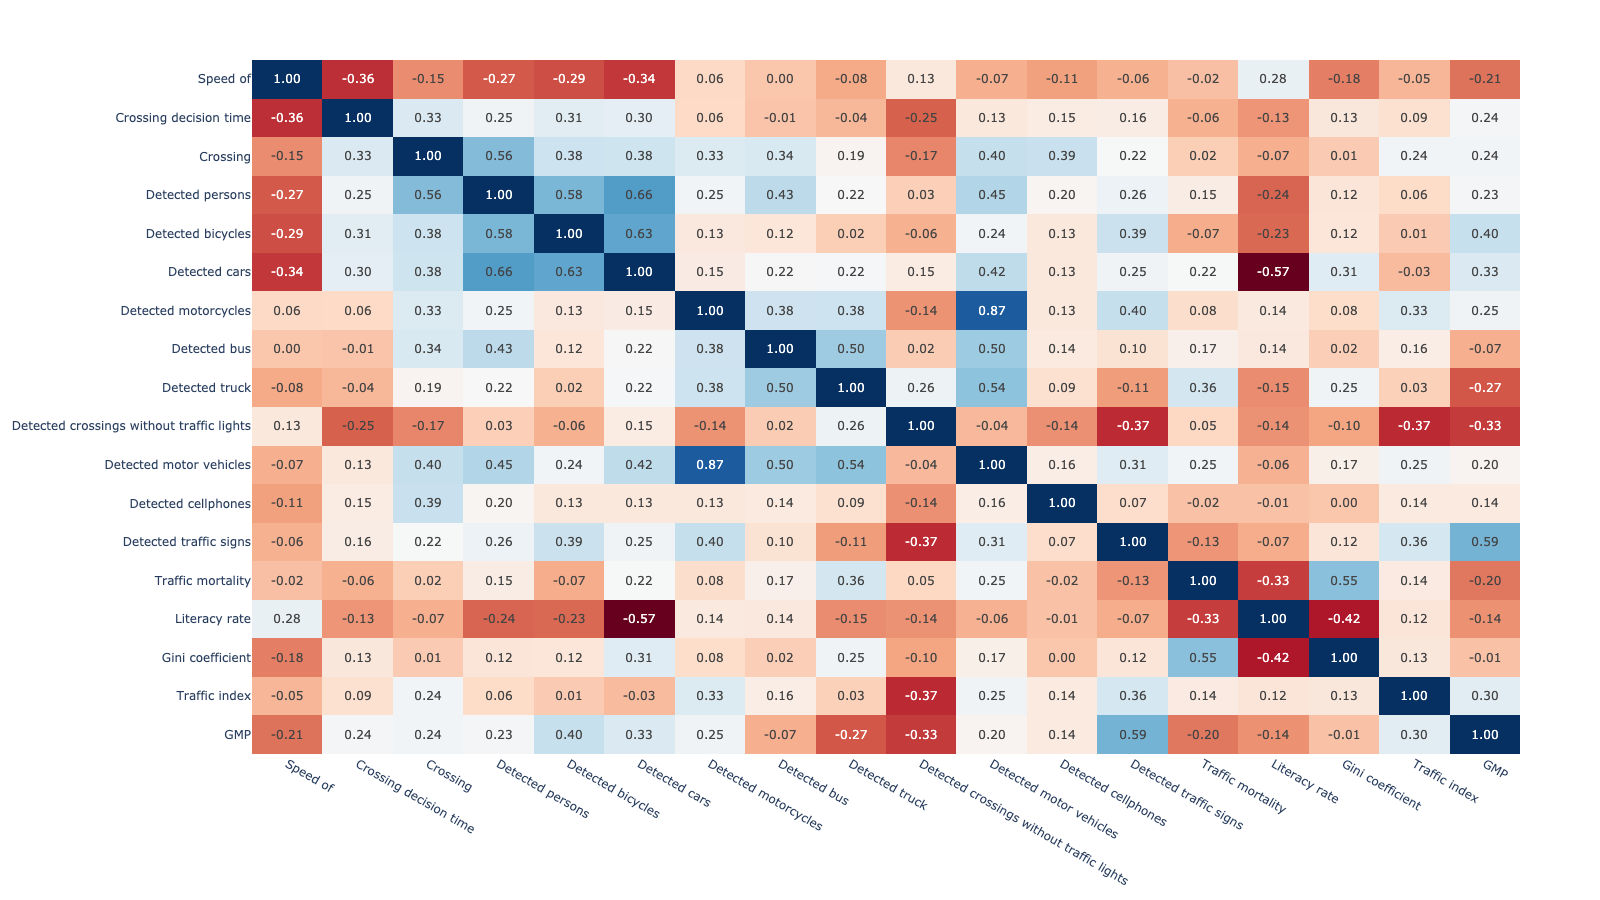 Speed of 1.00 -0.36 -0.15 -0.27 -0.29 -0.34 0.06 0.00 -0.08 0.13 -0.07 -0.11 -0.06 -0.02 0.28 -0.18 -0.05 -0.21
Crossing decision time -0.36 1.00 0.33 0.25 0.31 0.30 0.06 -0.01 -0.04 -0.25 0.13 0.15 0.16 -0.06 -0.13 0.13 0.09 0.24
Crossing -0.15 0.33 1.00 0.56 0.38 0.38 0.33 0.34 0.19 -0.17 0.40 0.39 0.22 0.02 -0.07 0.01 0.24 0.24
Detected persons -0.27 0.25 0.56 1.00 0.58 0.66 0.25 0.43 0.22 0.03 0.45 0.20 0.26 0.15 -0.24 0.12 0.06 0.23
Detected bicycles -0.29 0.31 0.38 0.58 1.00 0.63 0.13 0.12 0.02 -0.06 0.24 0.13 0.39 -0.07 -0.23 0.12 0.01 0.40
Detected cars -0.34 0.30 0.38 0.66 0.63 1.00 0.15 0.22 0.22 0.15 0.42 0.13 0.25 0.22 -0.57 0.31 -0.03 0.33
Detected motorcycles 0.06 0.06 0.33 0.25 0.13 0.15 1.00 0.38 0.38 -0.14 0.87 0.13 0.40 0.08 0.14 0.08 0.33 0.25
Detected bus 0.00 -0.01 0.34 0.43 0.12 0.22 0.38 1.00 0.50 0.02 0.50 0.14 0.10 0.17 0.14 0.02 0.16 -0.07
Detected truck -0.08 -0.04 0.19 0.22 0.02 0.22 0.38 0.50 1.00 0.26 0.54 0.09 -0.11 0.36 -0.15 0.25 0.03 -0.27
Detected crossings without traffic lights 0.13 -0.25 -0.17 0.03 -0.06 0.15 -0.14 0.02 0.26 1.00 -0.04 -0.14 -0.37 0.05 -0.14 -0.10 -0.37 -0.33
Detected motor vehicles -0.07 0.13 0.40 0.45 0.24 0.42 0.87 0.50 0.54 -0.04 1.00 0.16 0.31 0.25 -0.06 0.17 0.25 0.20
Detected cellphones -0.11 0.15 0.39 0.20 0.13 0.13 0.13 0.14 0.09 -0.14 0.16 1.00 0.07 -0.02 -0.01 0.00 0.14 0.14
Detected traffic signs -0.06 0.16 0.22 0.26 0.39 0.25 0.40 0.10 -0.11 -0.37 0.31 0.07 1.00 -0.13 -0.07 0.12 0.36 0.59
Traffic mortality -0.02 -0.06 0.02 0.15 -0.07 0.22 0.08 0.17 0.36 0.05 0.25 -0.02 -0.13 1.00 -0.33 0.55 0.14 -0.20
Literacy rate 0.28 -0.13 -0.07 -0.24 -0.23 -0.57 0.14 0.14 -0.15 -0.14 -0.06 -0.01 -0.07 -0.33 1.00 -0.42 0.12 -0.14
Gini coefficient -0.18 0.13 0.01 0.12 0.12 0.31 0.08 0.02 0.25 -0.10 0.17 0.00 0.12 0.55 -0.42 1.00 0.13 -0.01
Traffic index -0.05 0.09 0.24 0.06 0.01 -0.03 0.33 0.16 0.03 -0.37 0.25 0.14 0.36 0.14 0.12 0.13 1.00 0.30
GMP -0.21 0.24 0.24 0.23 0.40 0.33 0.25 -0.07 -0.27 -0.33 0.20 0.14 0.59 -0.20 -0.14 -0.01 0.30 1.00
Speed of
Crossing decision time
Crossing
Detected persons
Detected bicycles
Detected cars
Detected motorcycles
Detected bus
Detected truck
Detected crossings without traffic lights
Detected motor vehicles
Detected cellphones
Detected traffic signs
Traffic mortality
Literacy rate
Gini coefficient
Traffic index
GMP